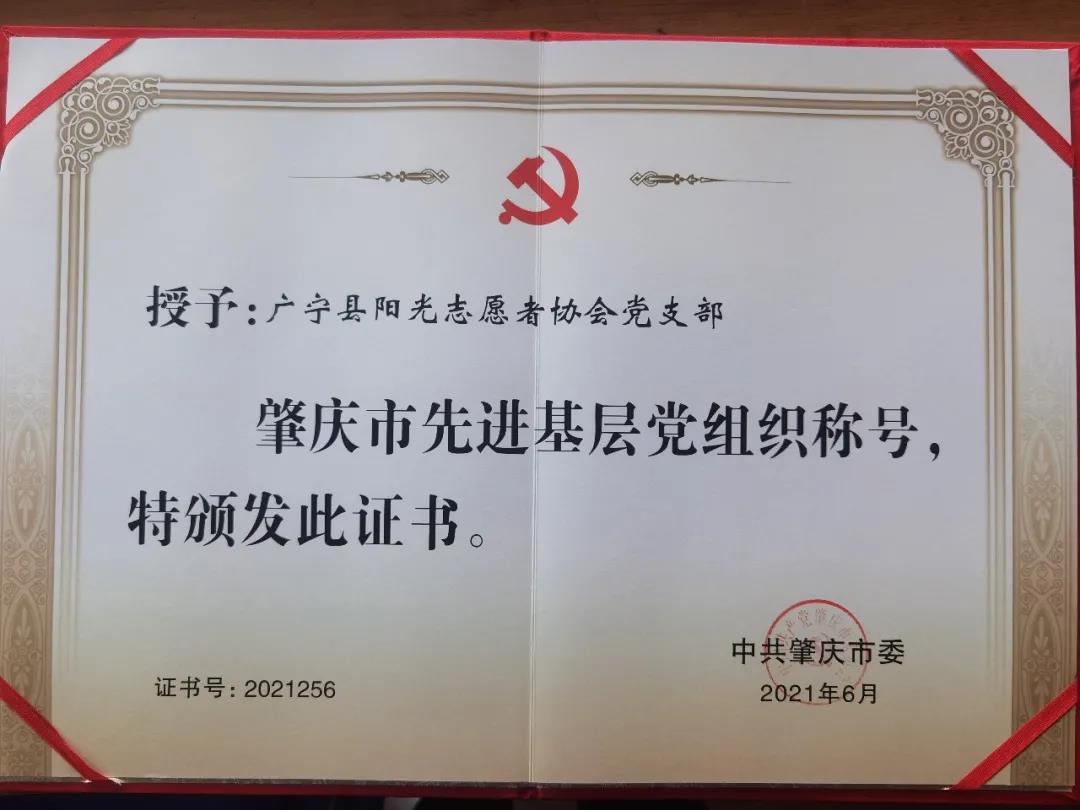 授予：广宁县阳光志愿者协会党支部
肇庆市先进基层党组织称号，
特颁发此证书。
中共肇庆市委
2021年6月
证书号：2021256